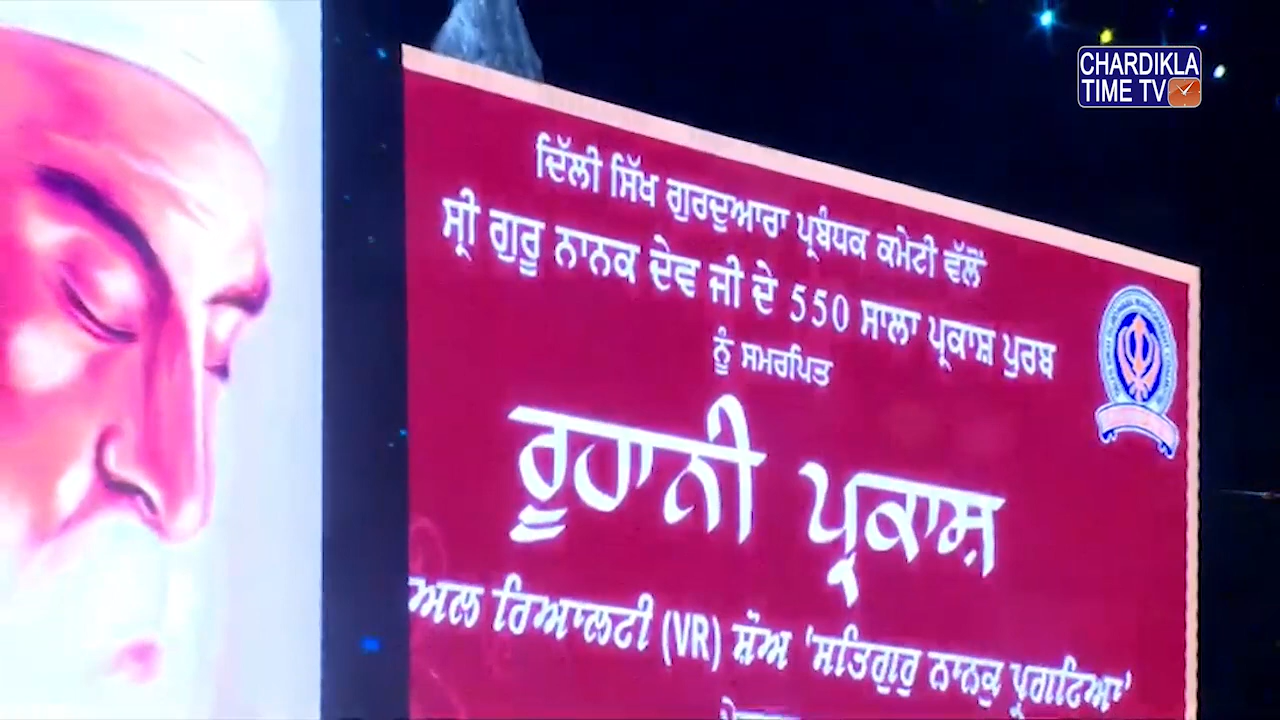 CHARDIKLA
TIME TV
ਦਿੱਲੀ ਸਿੱਖ ਗੁਰਦੁਆਰਾ ਪ੍ਰਬੰਧਕ ਕਮੇਟੀ ਵੱਲੋਂ
ਸ੍ਰੀ ਗੁਰੂ ਨਾਨਕ ਦੇਵ ਜੀ ਦੇ 550 ਸਾਲਾ ਪ੍ਰਕਾਸ਼ ਪੁਰਬ
ਨੂੰ ਸਮਰਪਿਤ
ਰੂਹਾਨੀ ਪ੍ਰਕਾਸ਼
ਅਲ ਰਿਆਲਟੀ (VR) ਸ਼ੋਅ 'ਸਤਿਗੁਰੁ ਨਾਨਕੁ ਪ੍ਰਗਟਿਆ'